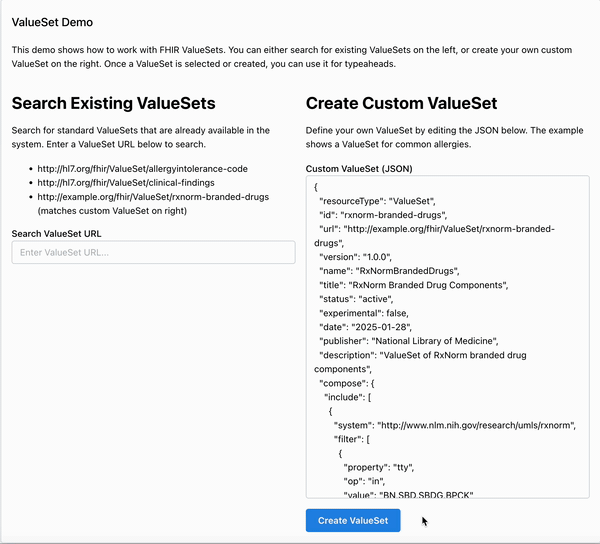 ValueSet Demo
This demo shows how to work with FHIR ValueSets. You can either search for existing ValueSets on the left, or create your own custom
ValueSet on the right. Once a ValueSet is selected or created, you can use it for typeaheads.
Search Existing ValueSets
Search for standard ValueSets that are already available in the
system. Enter a ValueSet URL below to search.
• http://hl7.org/fhir/ValueSet/allergyintolerance-code
• http://hl7.org/fhir/ValueSet/clinical-findings
• http://example.org/fhir/ValueSet/rxnorm-branded-drugs
(matches custom ValueSet on right)
Search ValueSet URL
Enter ValueSet URL...
Create Custom ValueSet
Define your own ValueSet by editing the JSON below. The example
shows a ValueSet for common allergies.
Custom ValueSet (JSON)
{
"resourceType": "ValueSet",
"id": "rxnorm-branded-drugs",
"url": "http://example.org/fhir/ValueSet/rxnorm-branded-
drugs",
"version": "1.0.0",
"name": "RxNormBrandedDrugs",
"title": "RxNorm Branded Drug Components",
"status": "active",
"experimental": false,
"date": "2025-01-28",
"publisher": "National Library of Medicine",
"description": "ValueSet of RxNorm branded drug
components",
"compose": {
"include": [
{
"system": "http://www.nlm.nih.gov/research/umls/rxnorm",
"filter": [
{
"property": "tty",
"op": "in",
"value": "BN,SBD,SBDG,BPCK"
Create ValueSet